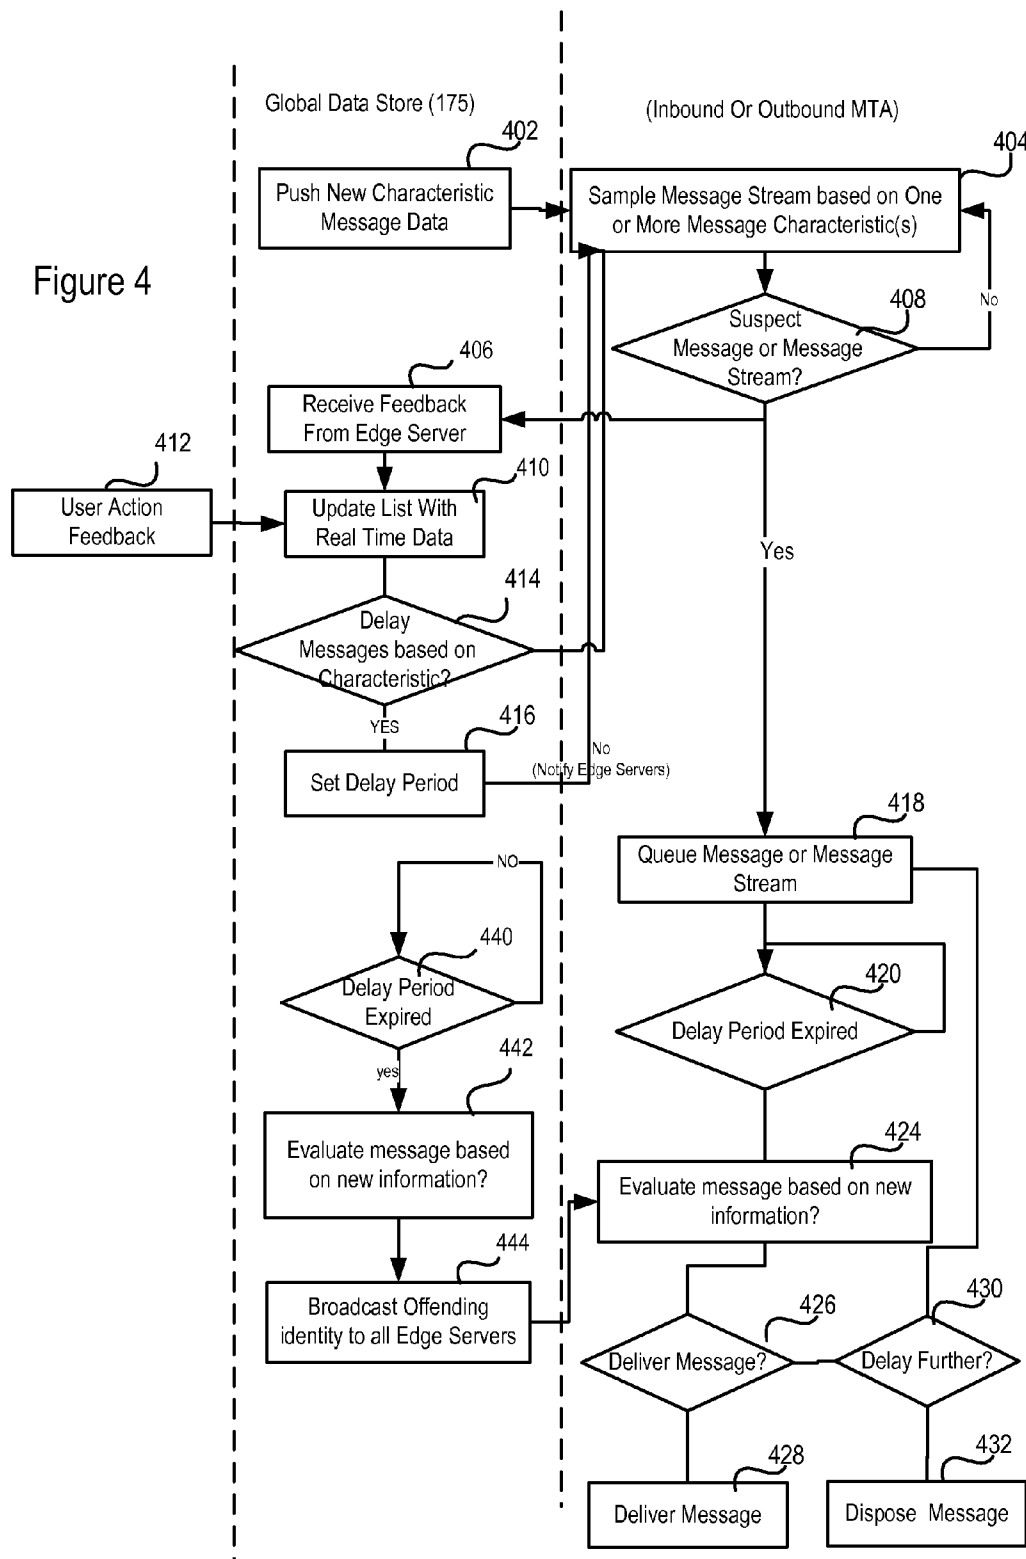 Global Data Store (175)
(Inbound Or Outbound MTA)
402
404
Push New Characteristic
Message Data
Sample Message Stream based on One
or More Message Characteristic(s)
Figure 4
408
No
Suspect
Message or Message
Stream?
406
Receive Feedback
From Edge Server
412
User Action
Feedback
410
Update List With
Real Time Data
Yes
414
Delay
Messages based on
Characteristic?
YES
416
Set Delay Period
No
(Notify Edge Servers)
418
Queue Message or Message
Stream
NO
440
Delay Period
Expired
420
Delay Period Expired
yes
442
Evaluate message based
on new information?
424
Evaluate message based on new
information?
444
Broadcast Offending
identity to all Edge Servers
426
Deliver Message?
430
Delay Further?
428
Deliver Message
432
Dispose Message